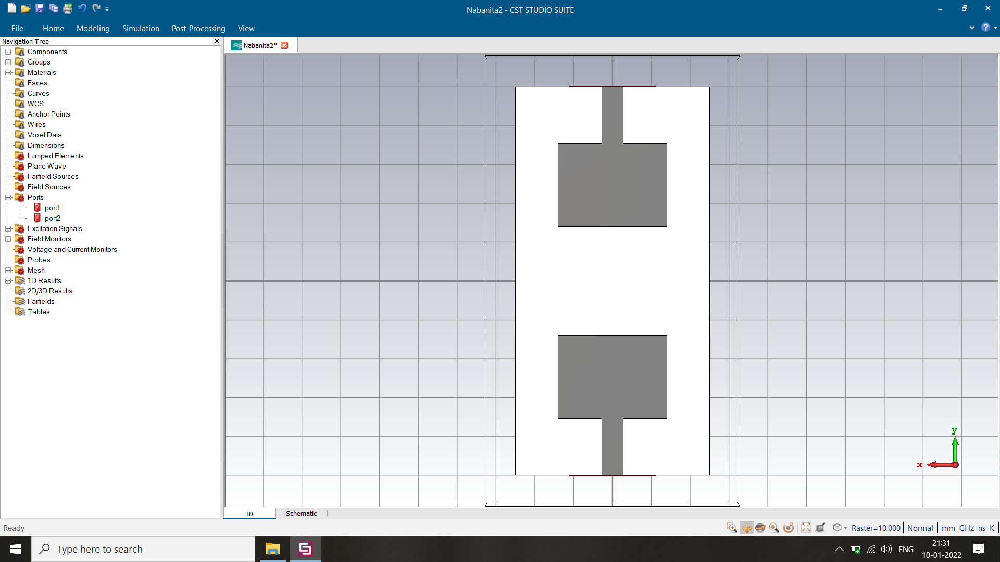 Nabanita2 - CST STUDIO SUITE
File Home Modeling Simulation Post-Processing View
Navigation Tree
Nabanita2*
Components
Groups
Materials
Faces
Curves
WCS
Anchor Points
Wires
Voxel Data
Dimensions
Lumped Elements
Plane Wave
Farfield Sources
Field Sources
Ports
port1
port2
Excitation Signals
Field Monitors
Voltage and Current Monitors
Probes
Mesh
1D Results
2D/3D Results
Farfields
Tables
y
x
3D Schematic
Ready
Raster=10.000 Normal mm GHz ns K
Type here to search
ENG
21:31
10-01-2022